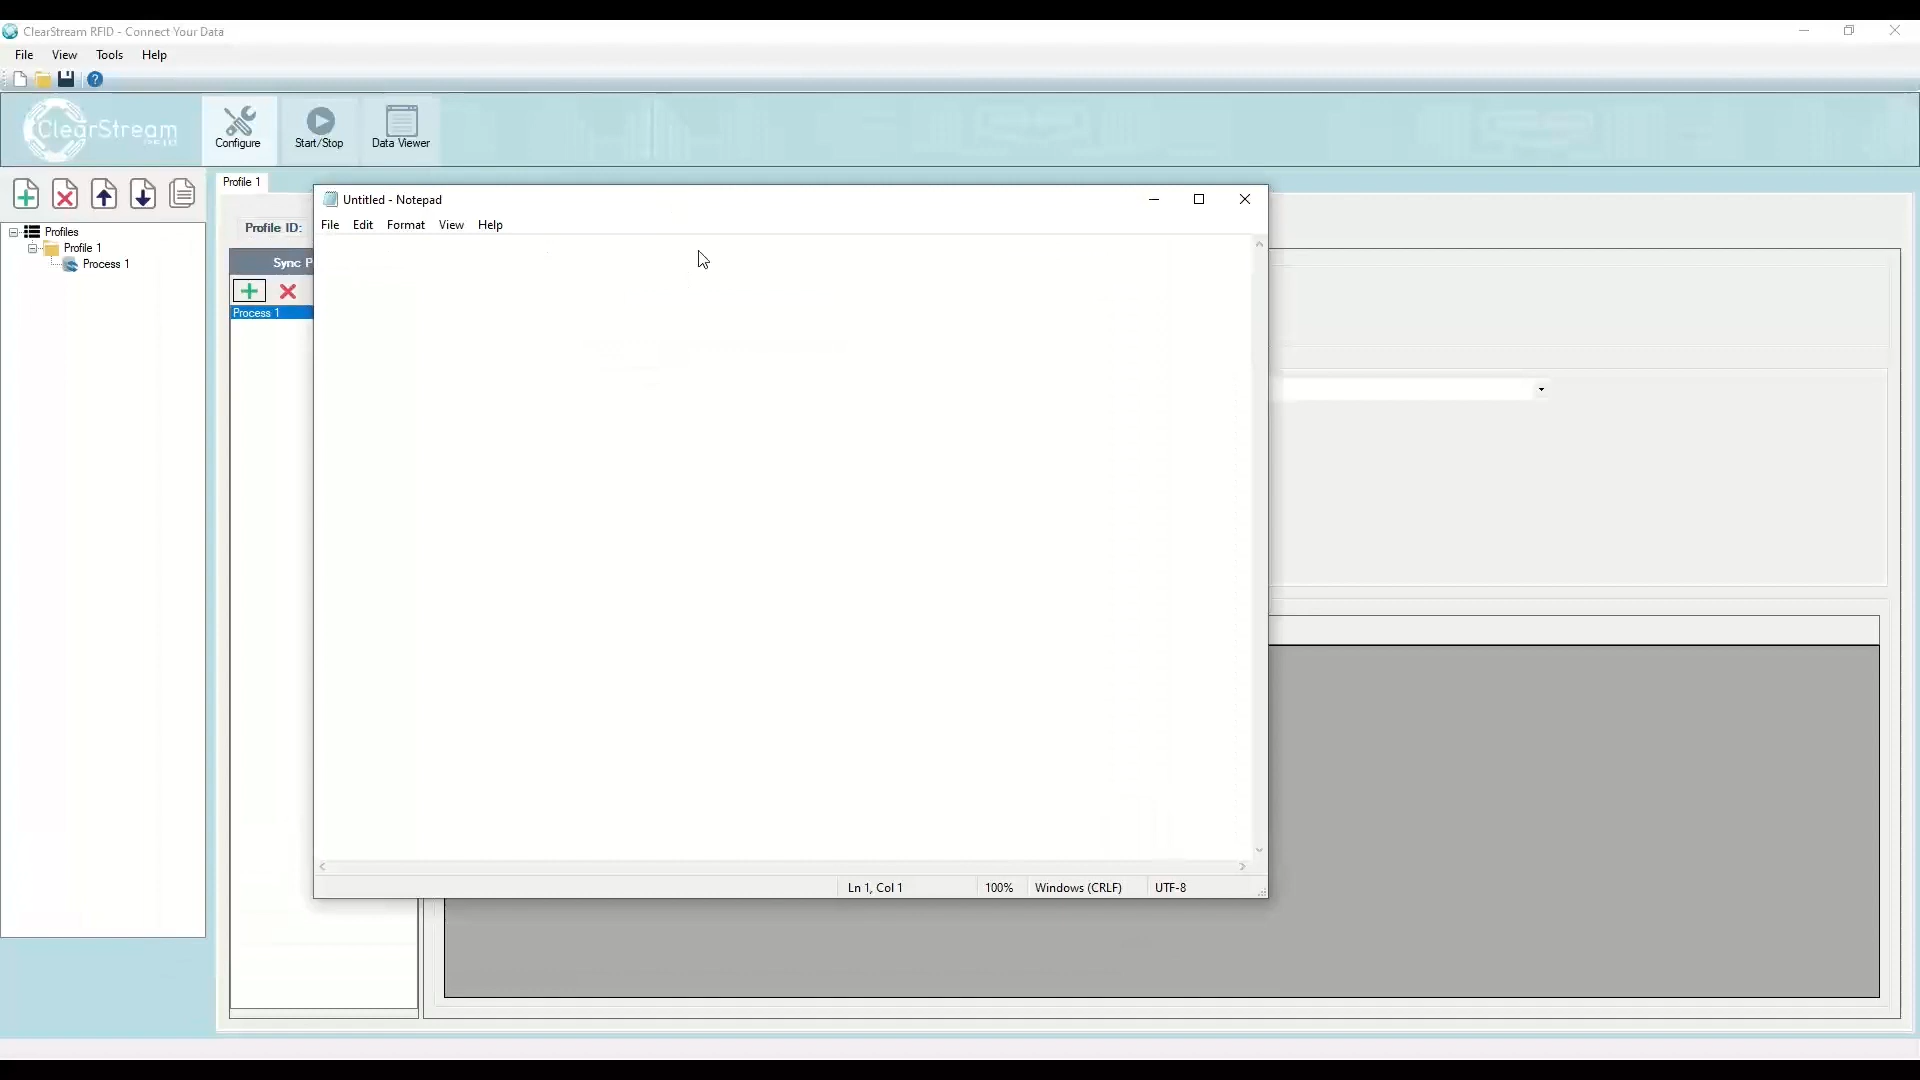 ClearStream RFID - Connect Your Data
File View Tools Help
ClearStream
Configure
Start/Stop
Data Viewer
Profile 1
Profiles
Profile 1
Process 1
Profile ID:
Sync P
Process 1
Untitled - Notepad
File Edit Format View Help
Ln 1, Col 1 100% Windows (CRLF) UTF-8